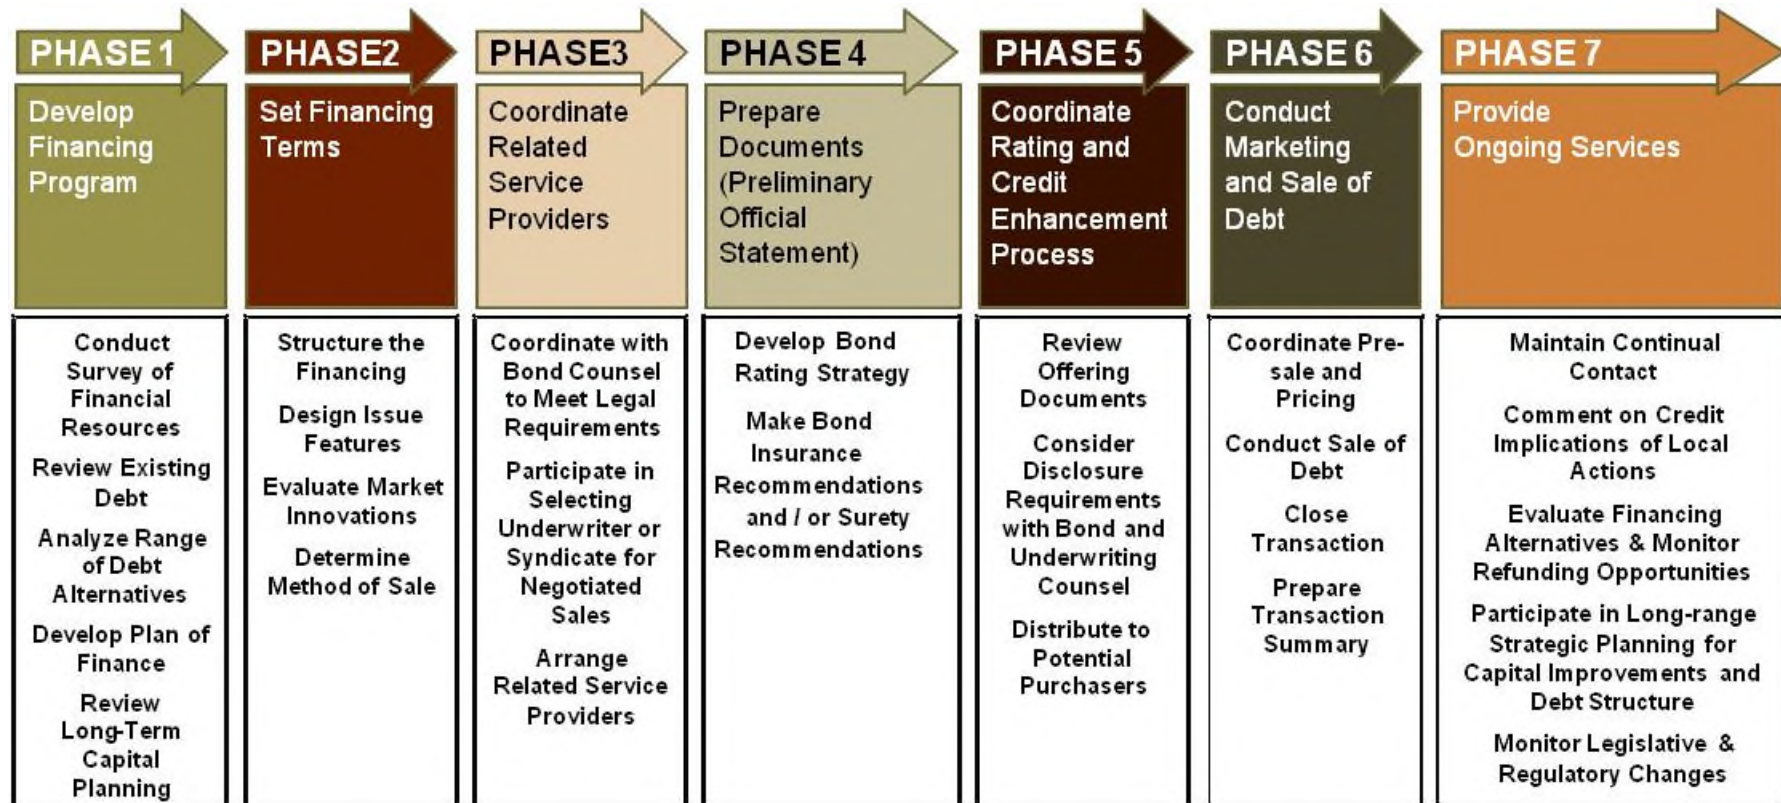 PHASE 1
Develop
Financing
Program
Conduct
Survey of
Financial
Resources
Review Existing
Debt
Analyze Range
of Debt
Alternatives
Develop Plan of
Finance
Review
Long-Term
Capital
Planning
PHASE2
Set Financing
Terms
Structure the
Financing
Design Issue
Features
Evaluate Market
Innovations
Determine
Method of Sale
PHASE3
Coordinate
Related
Service
Providers
Coordinate with
Bond Counsel
to Meet Legal
Requirements
Participate in
Selecting
Underwriter or
Syndicate for
Negotiated
Sales
Arrange
Related Service
Providers
PHASE 4
Prepare
Documents
(Preliminary
Official
Statement)
Develop Bond
Rating Strategy
Make Bond
Insurance
Recommendations
and / or Surety
Recommendations
PHASE 5
Coordinate
Rating and
Credit
Enhancement
Process
Review
Offering
Documents
Consider
Disclosure
Requirements
with Bond and
Underwriting
Counsel
Distribute to
Potential
Purchasers
PHASE 6
Conduct
Marketing
and Sale of
Debt
Coordinate Pre-
sale and
Pricing
Conduct Sale of
Debt
Close
Transaction
Prepare
Transaction
Summary
PHASE 7
Provide
Ongoing Services
Maintain Continual
Contact
Comment on Credit
Implications of Local
Actions
Evaluate Financing
Alternatives & Monitor
Refunding Opportunities
Participate in Long-range
Strategic Planning for
Capital Improvements and
Debt Structure
Monitor Legislative &
Regulatory Changes